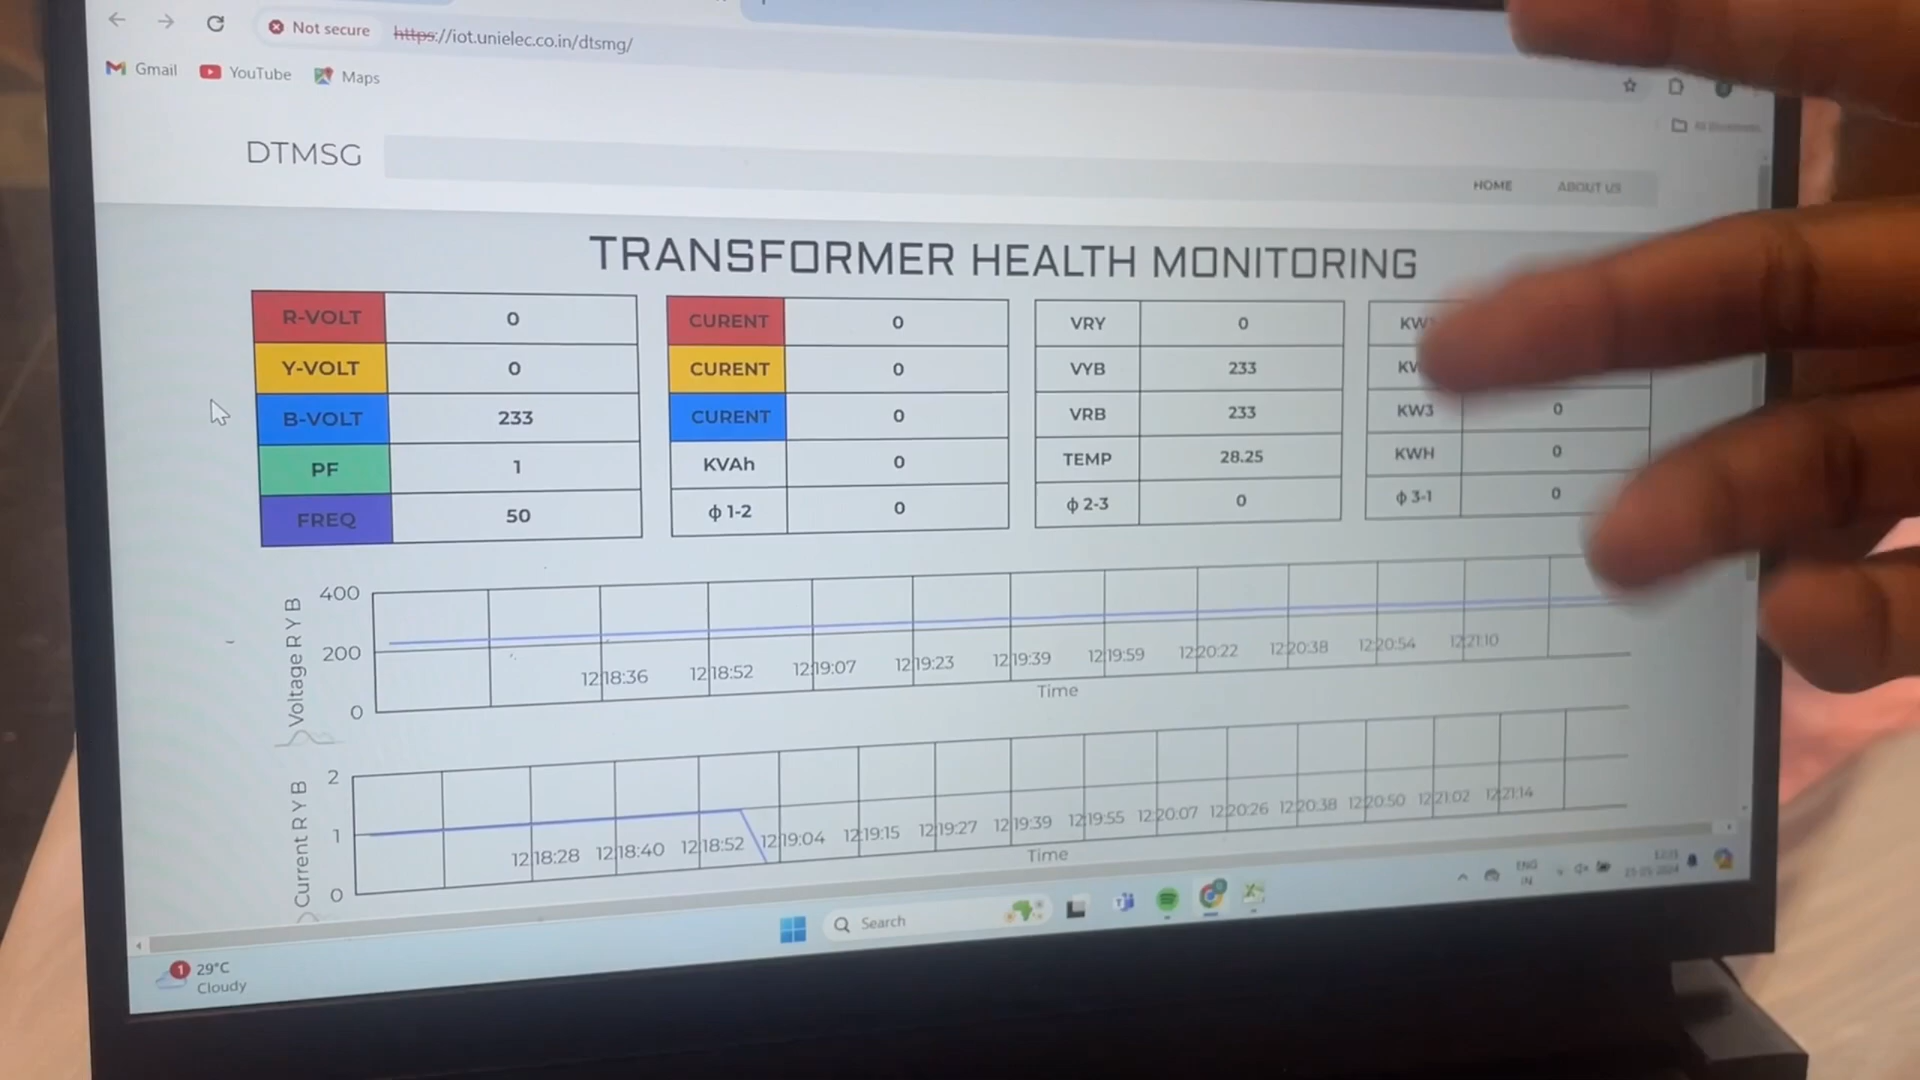 Not secure https://iot.unielec.co.in/dtsmg/
Gmail YouTube Maps
DTMSG
HOME ABOUT US
TRANSFORMER HEALTH MONITORING
R-VOLT 0 CURENT 0 VRY 0
Y-VOLT 0 CURENT 0 VYB 233
B-VOLT 233 CURENT 0 VRB 233 KW3 0
PF 1 KVAh 0 TEMP 28.25 KWH 0
FREQ 50 ф 1-2 0 ф 2-3 0 ф 3-1 0
Voltage R Y B
400
200
0
12:18:36 12:18:52 12:19:07 12:19:23 12:19:39 12:19:59 12:20:22 12:20:38 12:20:54 12:21:10
Time
Current R Y B
2
1
0
12:18:28 12:18:40 12:18:52 12:19:04 12:19:15 12:19:27 12:19:39 12:19:55 12:20:07 12:20:26 12:20:38 12:20:50 12:21:02 12:21:14
Time
1 29°C
Cloudy
Search
ENG
IN